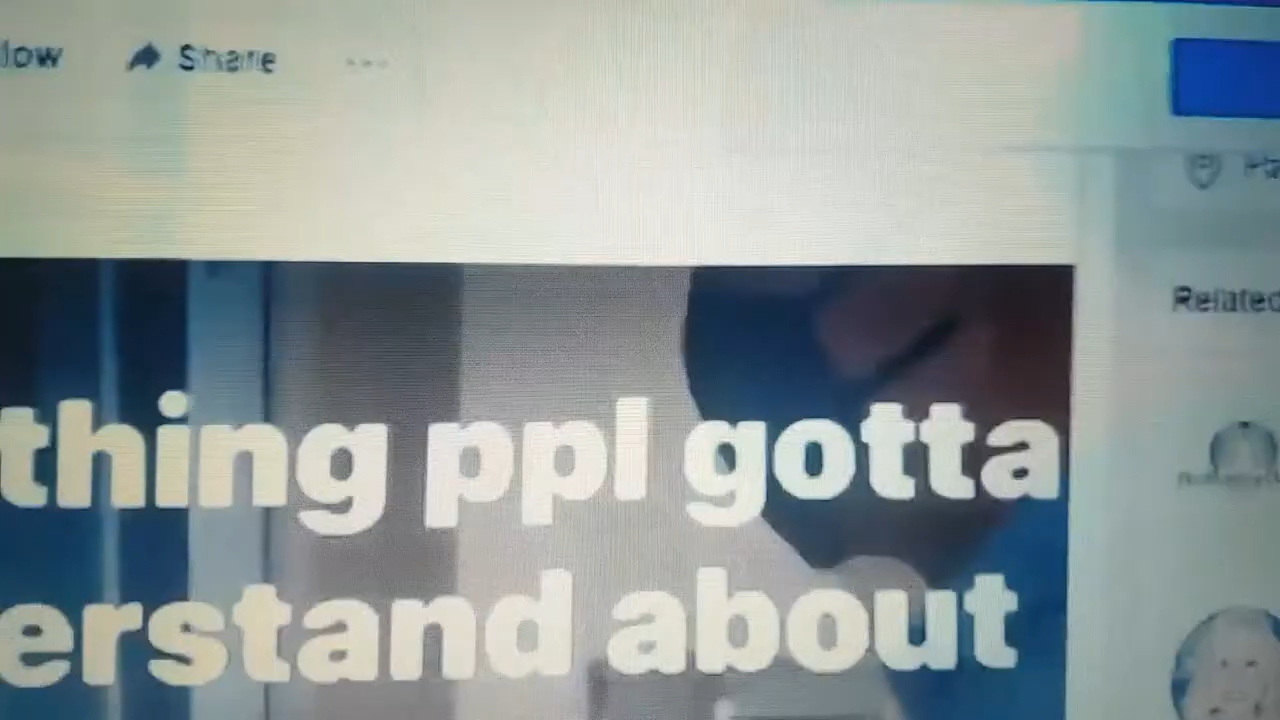 low Share ...
Related
thing ppl gotta
erstand about